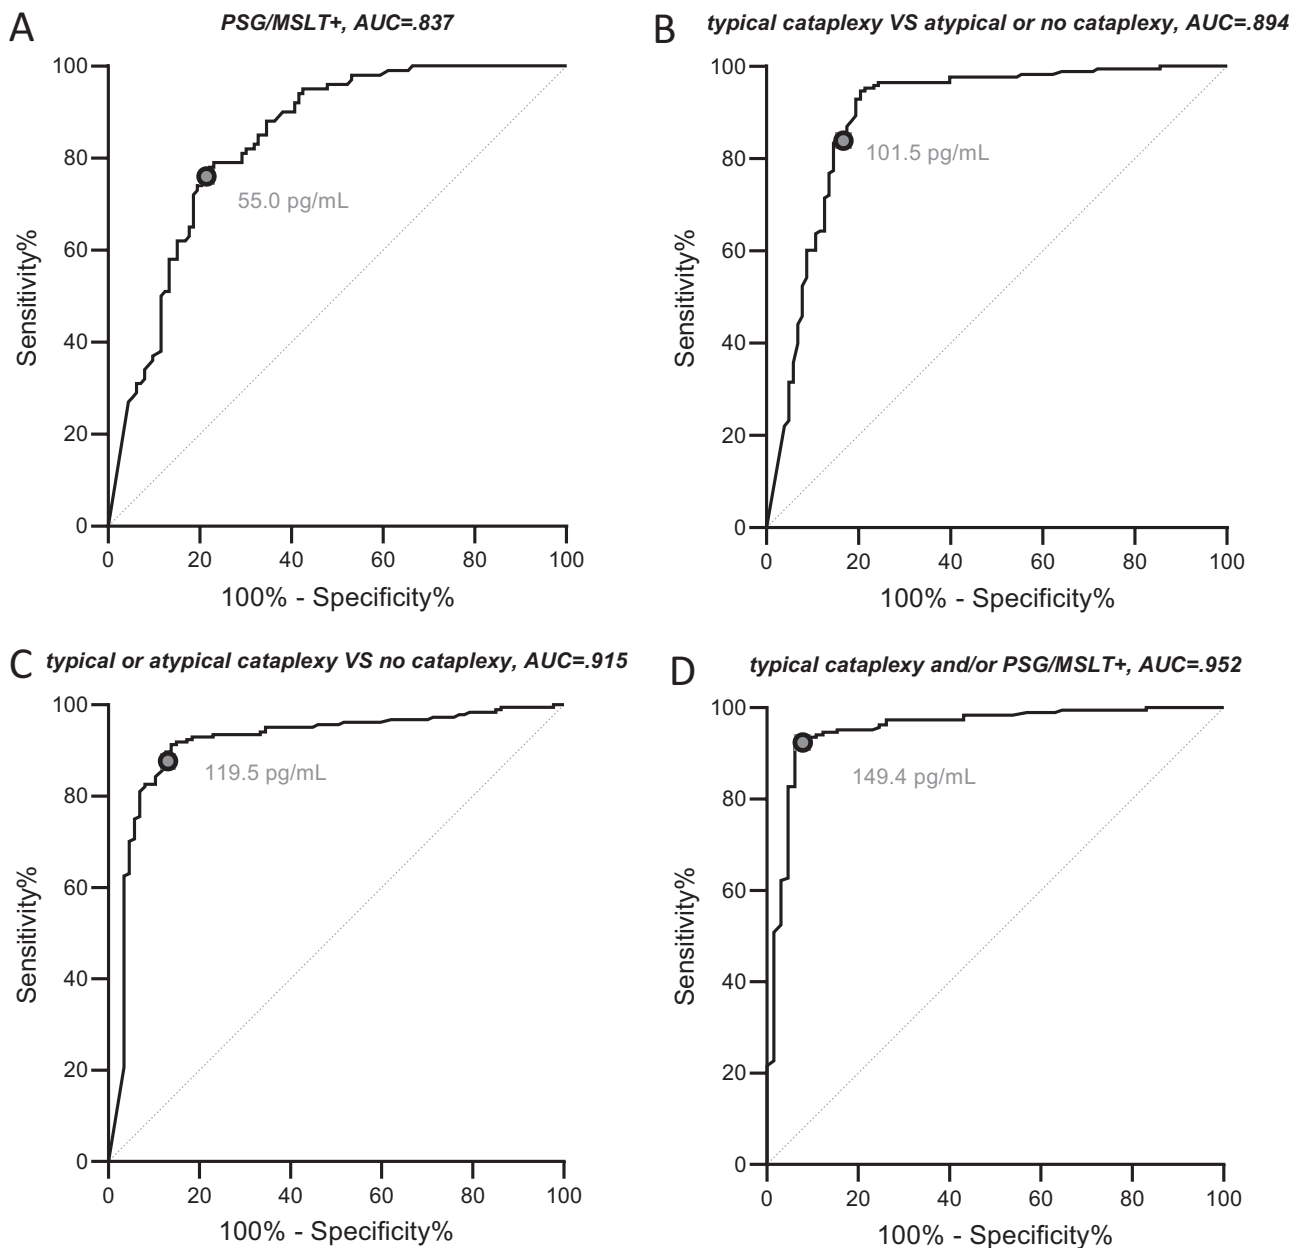 A
PSG/MSLT+, AUC=.837
100
80
60
40
20
0
Sensitivity%
55.0 pg/mL
0 20 40 60 80 100
100% - Specificity%
B
typical cataplexy VS atypical or no cataplexy, AUC=.894
100
80
60
40
20
0
Sensitivity%
101.5 pg/mL
0 20 40 60 80 100
100% - Specificity%
C
typical or atypical cataplexy VS no cataplexy, AUC=.915
100
80
60
40
20
0
Sensitivity%
119.5 pg/mL
0 20 40 60 80 100
100% - Specificity%
D
typical cataplexy and/or PSG/MSLT+, AUC=.952
100
80
60
40
20
0
Sensitivity%
149.4 pg/mL
0 20 40 60 80 100
100% - Specificity%